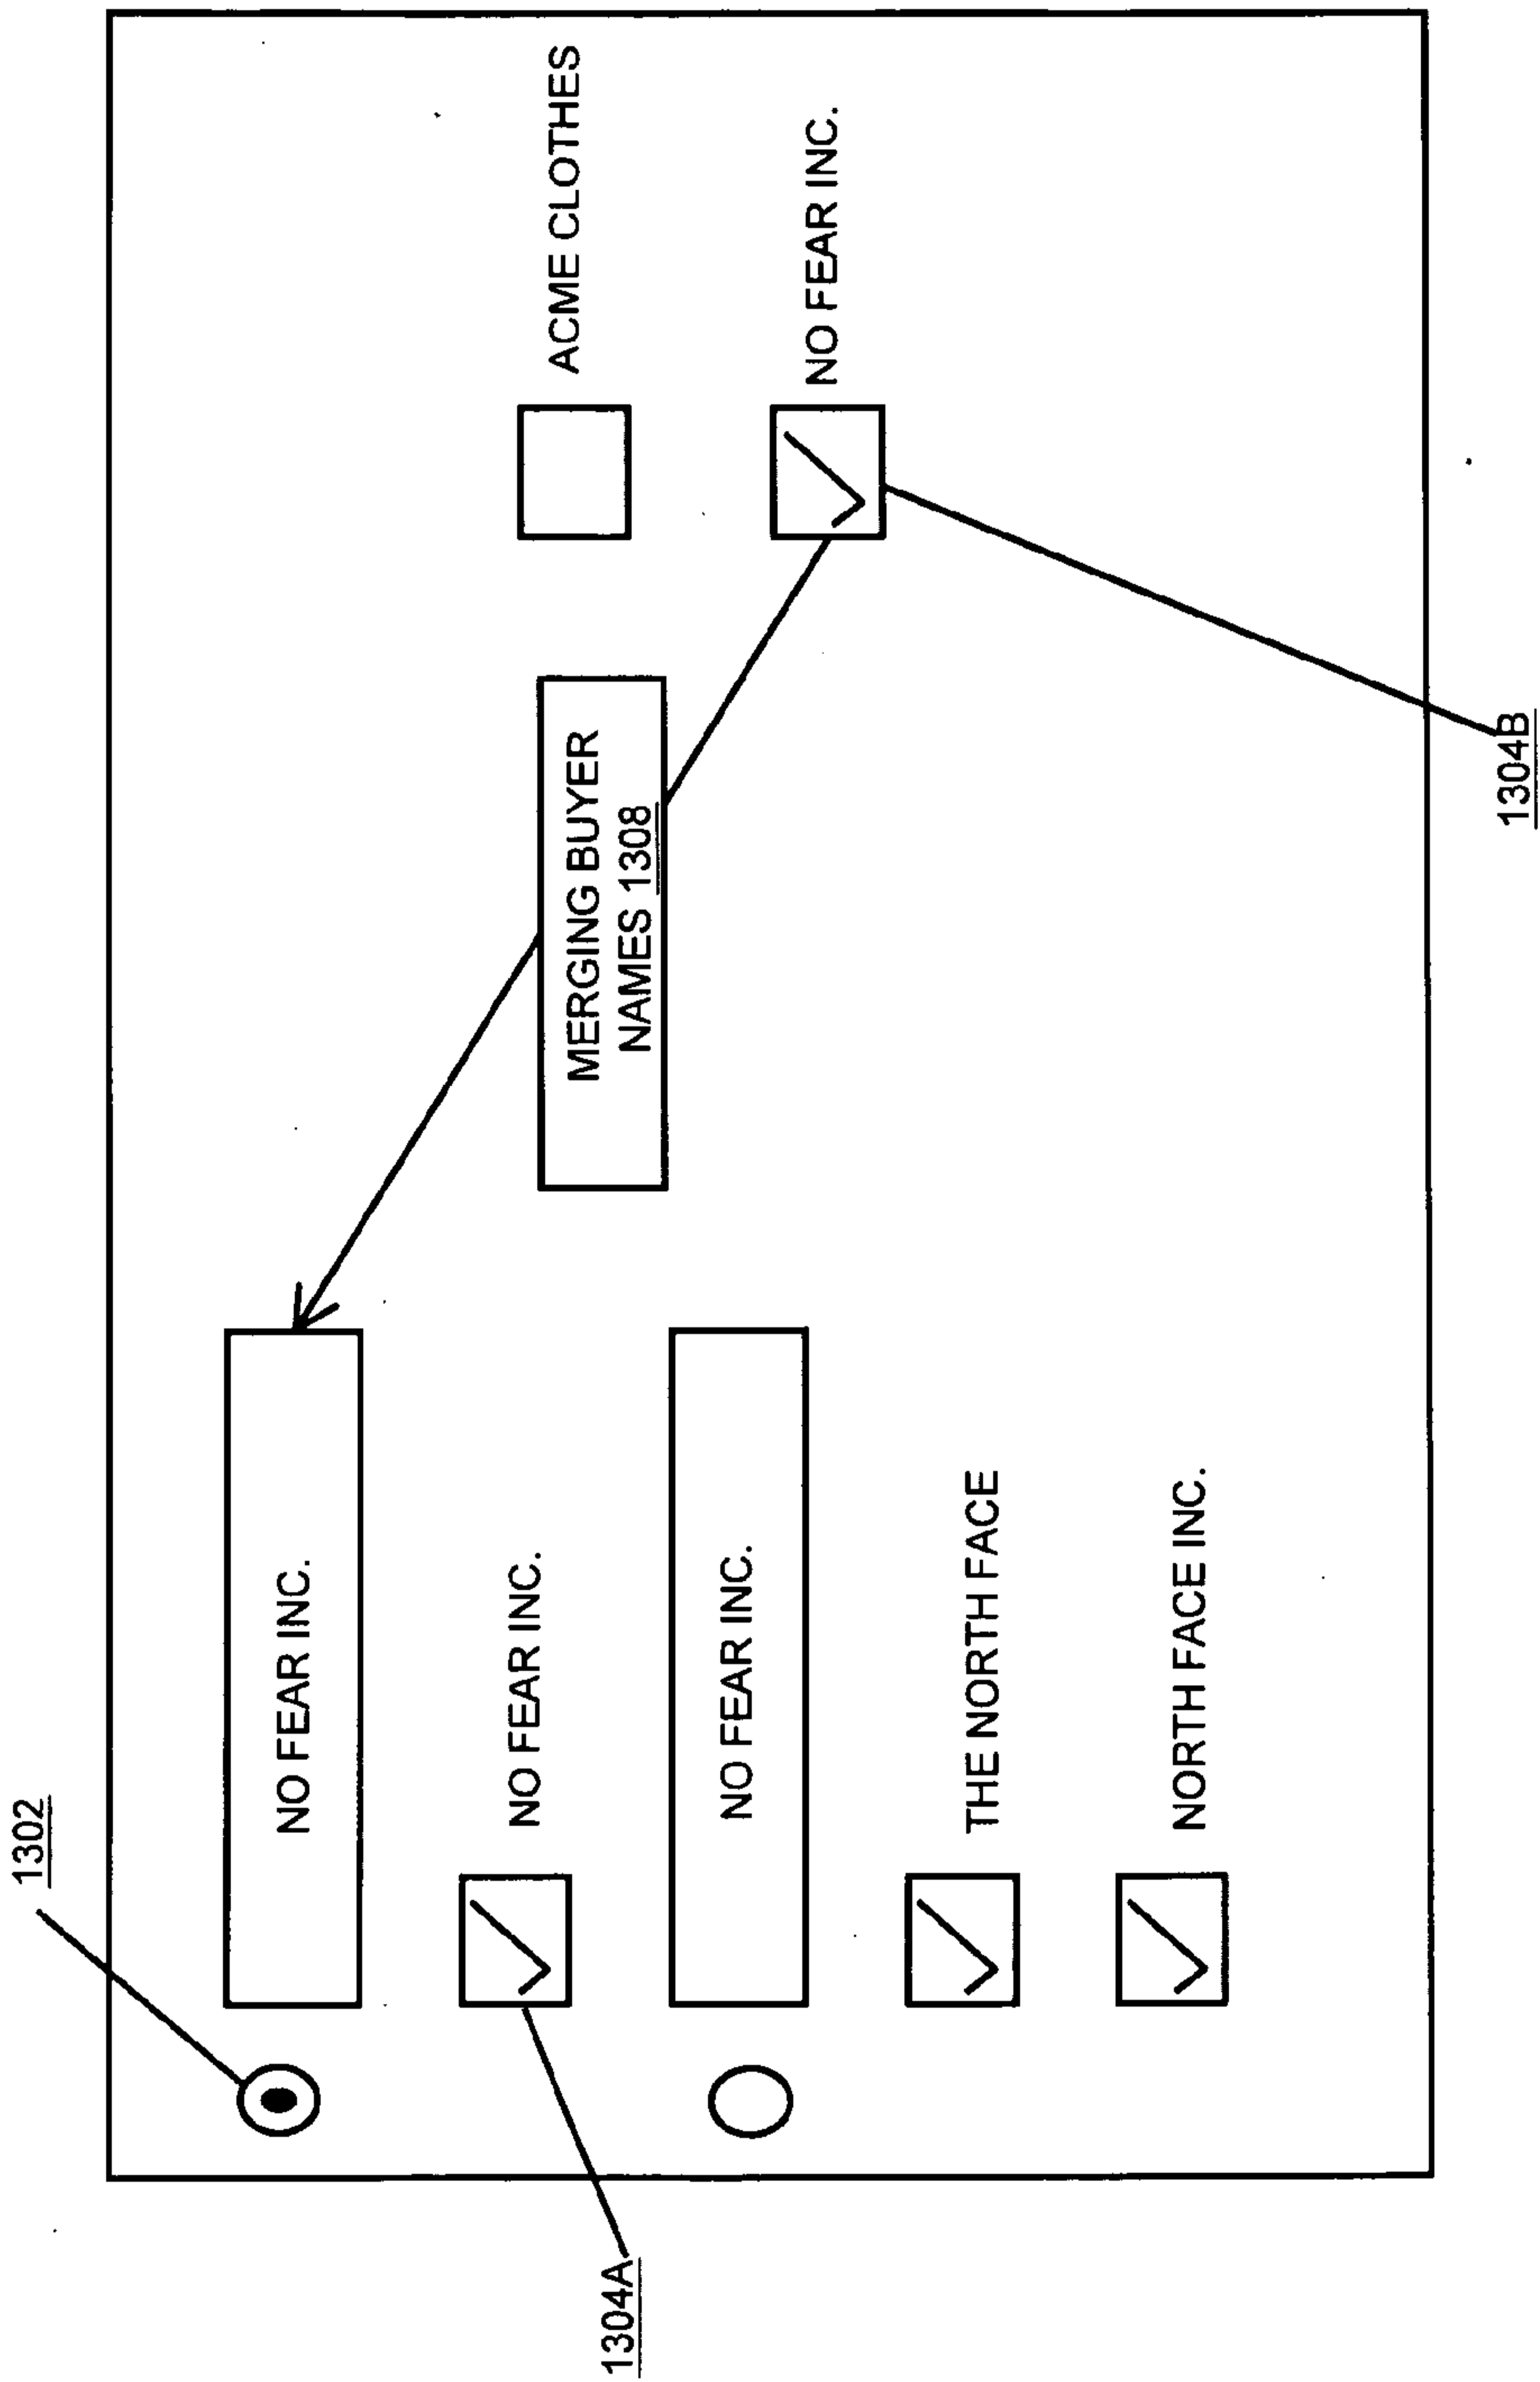 1302
NO FEAR INC.
ACME CLOTHES
1304A
NO FEAR INC.
MERGING BUYER
NAMES 1308
NO FEAR INC.
NO FEAR INC.
THE NORTH FACE
NORTH FACE INC.
1304B